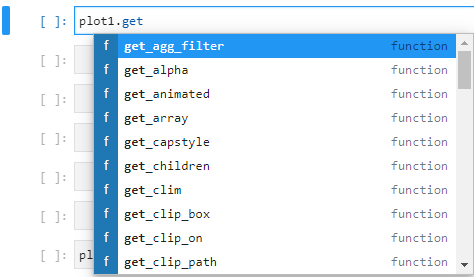 [ ]: plot1.get
f get_agg_filter function
[ ]: f get_alpha function
[ ]: f get_animated function
f get_array function
[ ]: f get_capstyle function
[ ]: f get_children function
f get_clim function
[ ]: f get_clip_box function
f get_clip_on function
[ ]: pl f get_clip_path function